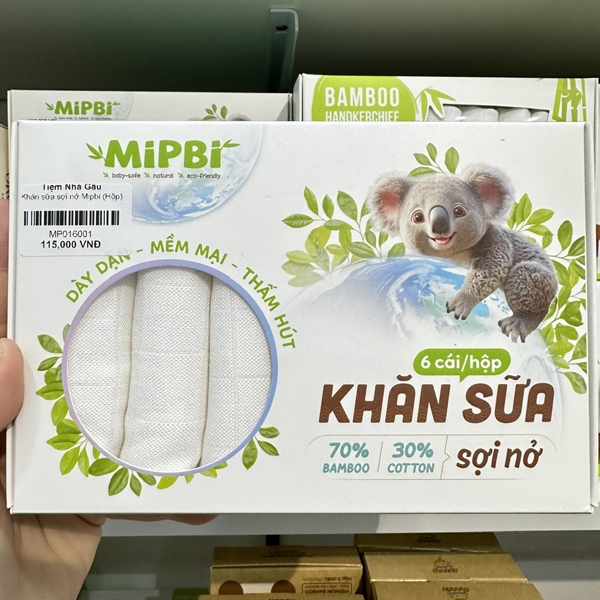 MiPBi
BAMBOO
HANDKERCHIEF
MiPBi
baby-safe natural eco-friendly
Tiệm Nhà Gấu
Khăn sữa sợi nở Mipbi (Hộp)
MP016001
115,000 VNĐ
DÀY DẶN - MỀM MẠI - THẤM HÚT
6 cái/hộp
KHĂN SỮA
70% BAMBOO
30% COTTON
sợi nở